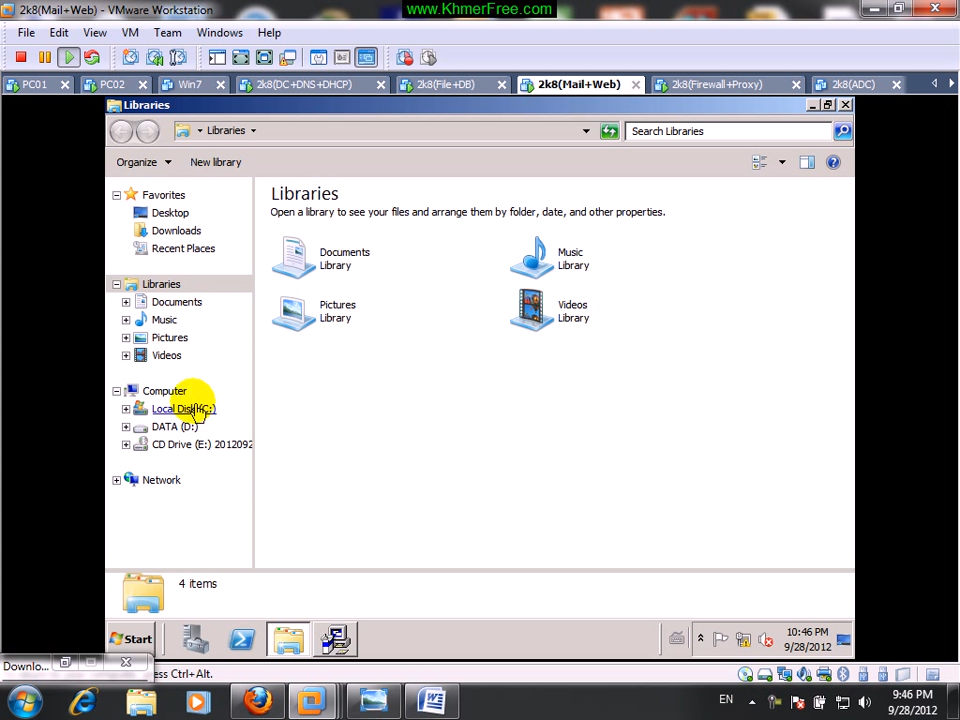 www.KhmerFree.com
2k8(Mail+Web) - VMware Workstation
File Edit View VM Team Windows Help
PC01 PC02 Win7 2k8(DC+DNS+DHCP) 2k8(File+DB) 2k8(Mail+Web) 2k8(Firewall+Proxy) 2k8(ADC)
Libraries
Libraries
Search Libraries
Organize New library
Favorites
Desktop
Downloads
Recent Places
Libraries
Documents
Music
Pictures
Videos
Computer
Local Disk (C:)
DATA (D:)
CD Drive (E:) 2012092
Network
Libraries
Open a library to see your files and arrange them by folder, date, and other properties.
Documents
Library
Music
Library
Pictures
Library
Videos
Library
4 items
Start
10:46 PM
9/28/2012
Downlo...
ess Ctrl+Alt.
EN
9:46 PM
9/28/2012